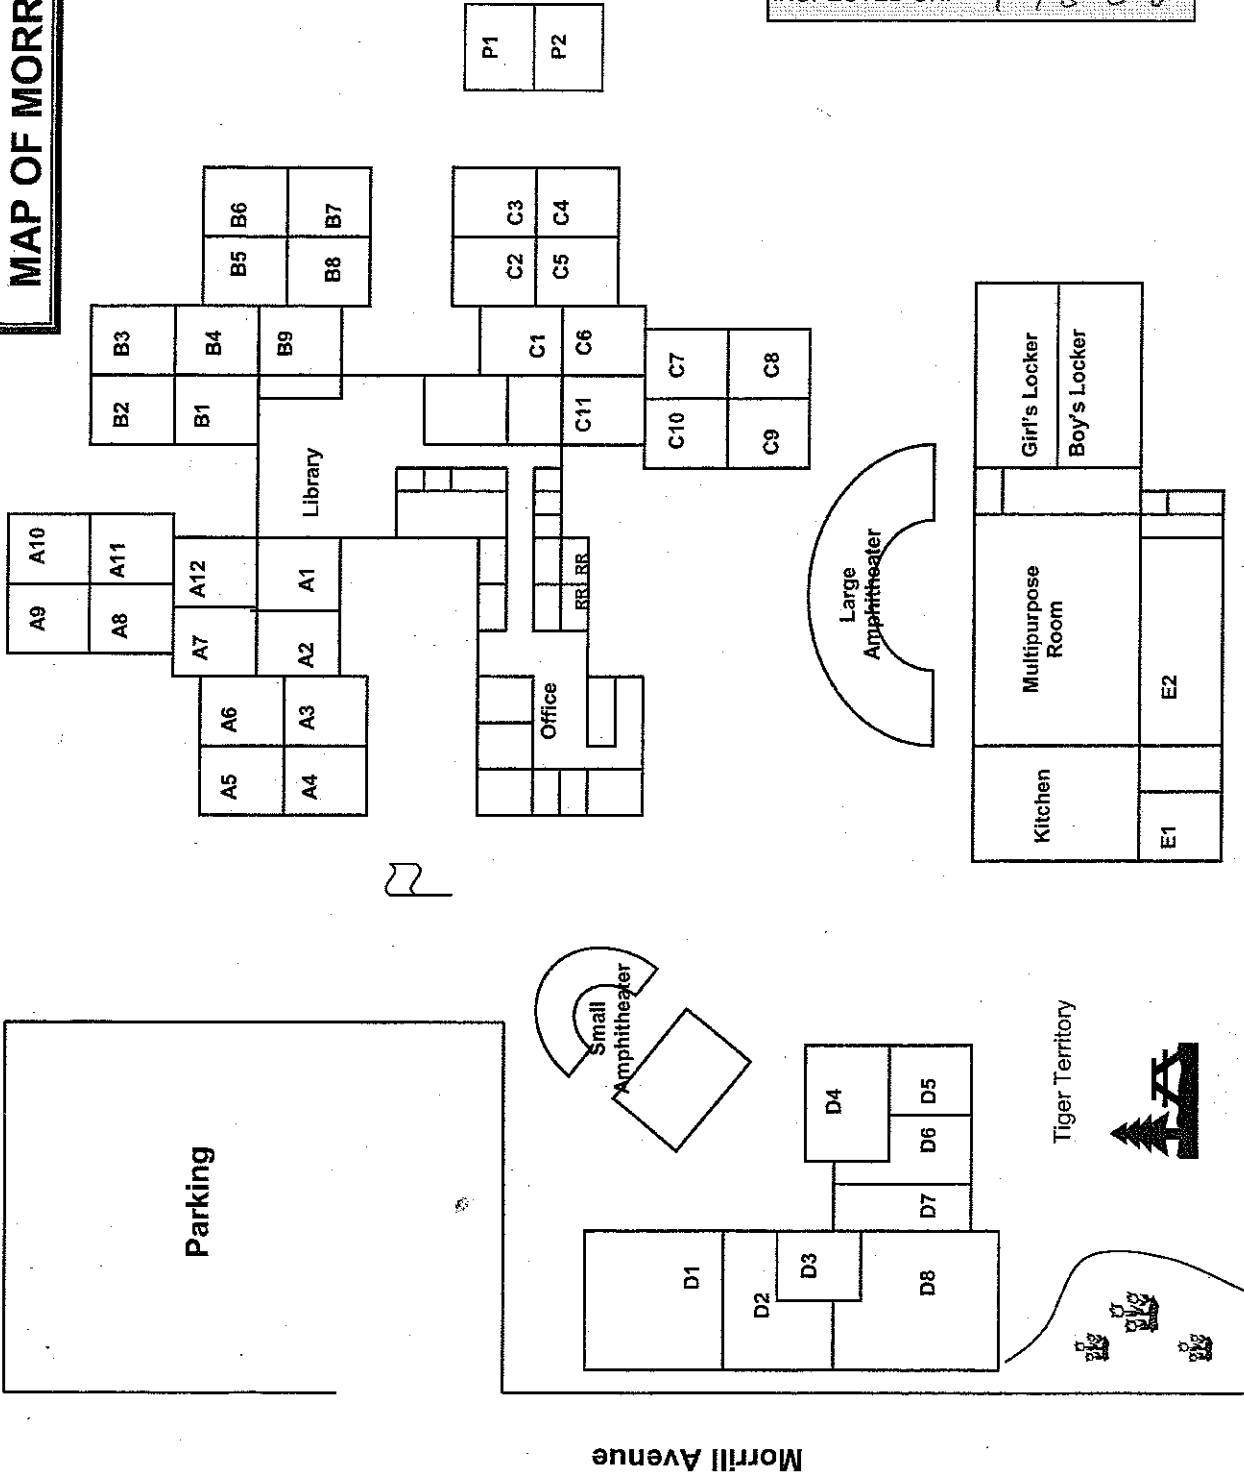 MAP OF MORR
A9
A10
A8
A11
B2
B3
Parking
A7
A12
B1
B4
A5
A6
B5
B6
A4
A3
A2
A1
Library
B9
B8
B7
P1
P2
C2
C3
C1
C5
C4
Office
RR
RR
C11
C6
Small
Amphitheater
Morrill Avenue
C10
C7
D1
D2
C9
C8
D3
D4
Large
Amphitheater
D8
D7
D6
D5
Kitchen
Multipurpose
Room
Girl's Locker
Boy's Locker
Tiger Territory
E1
E2